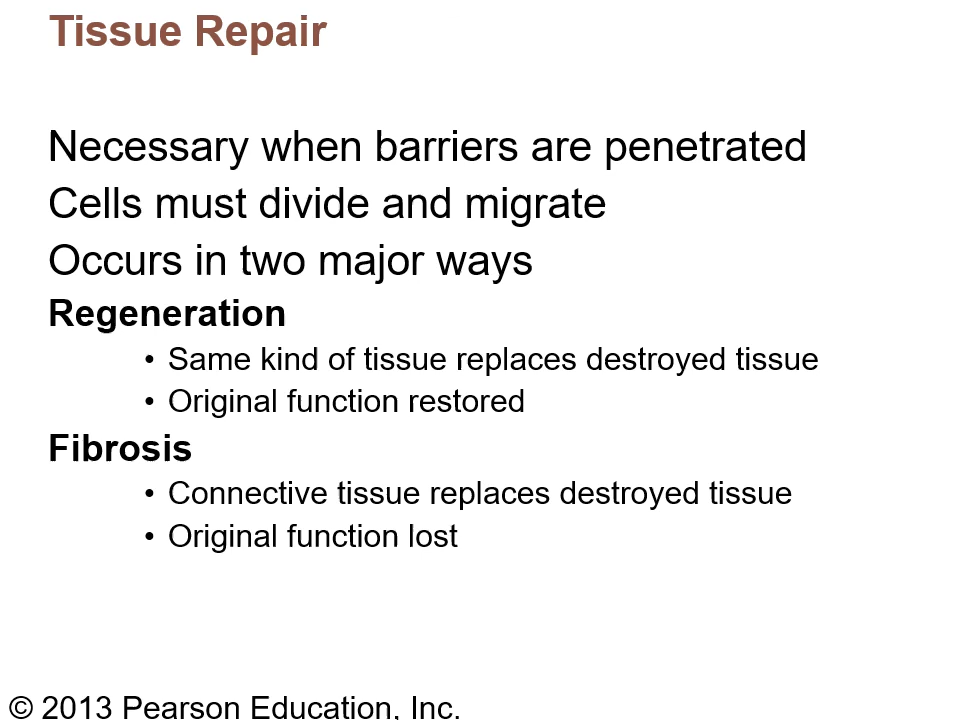 Tissue Repair
Necessary when barriers are penetrated
Cells must divide and migrate
Occurs in two major ways
Regeneration
• Same kind of tissue replaces destroyed tissue
• Original function restored
Fibrosis
• Connective tissue replaces destroyed tissue
• Original function lost
© 2013 Pearson Education, Inc.